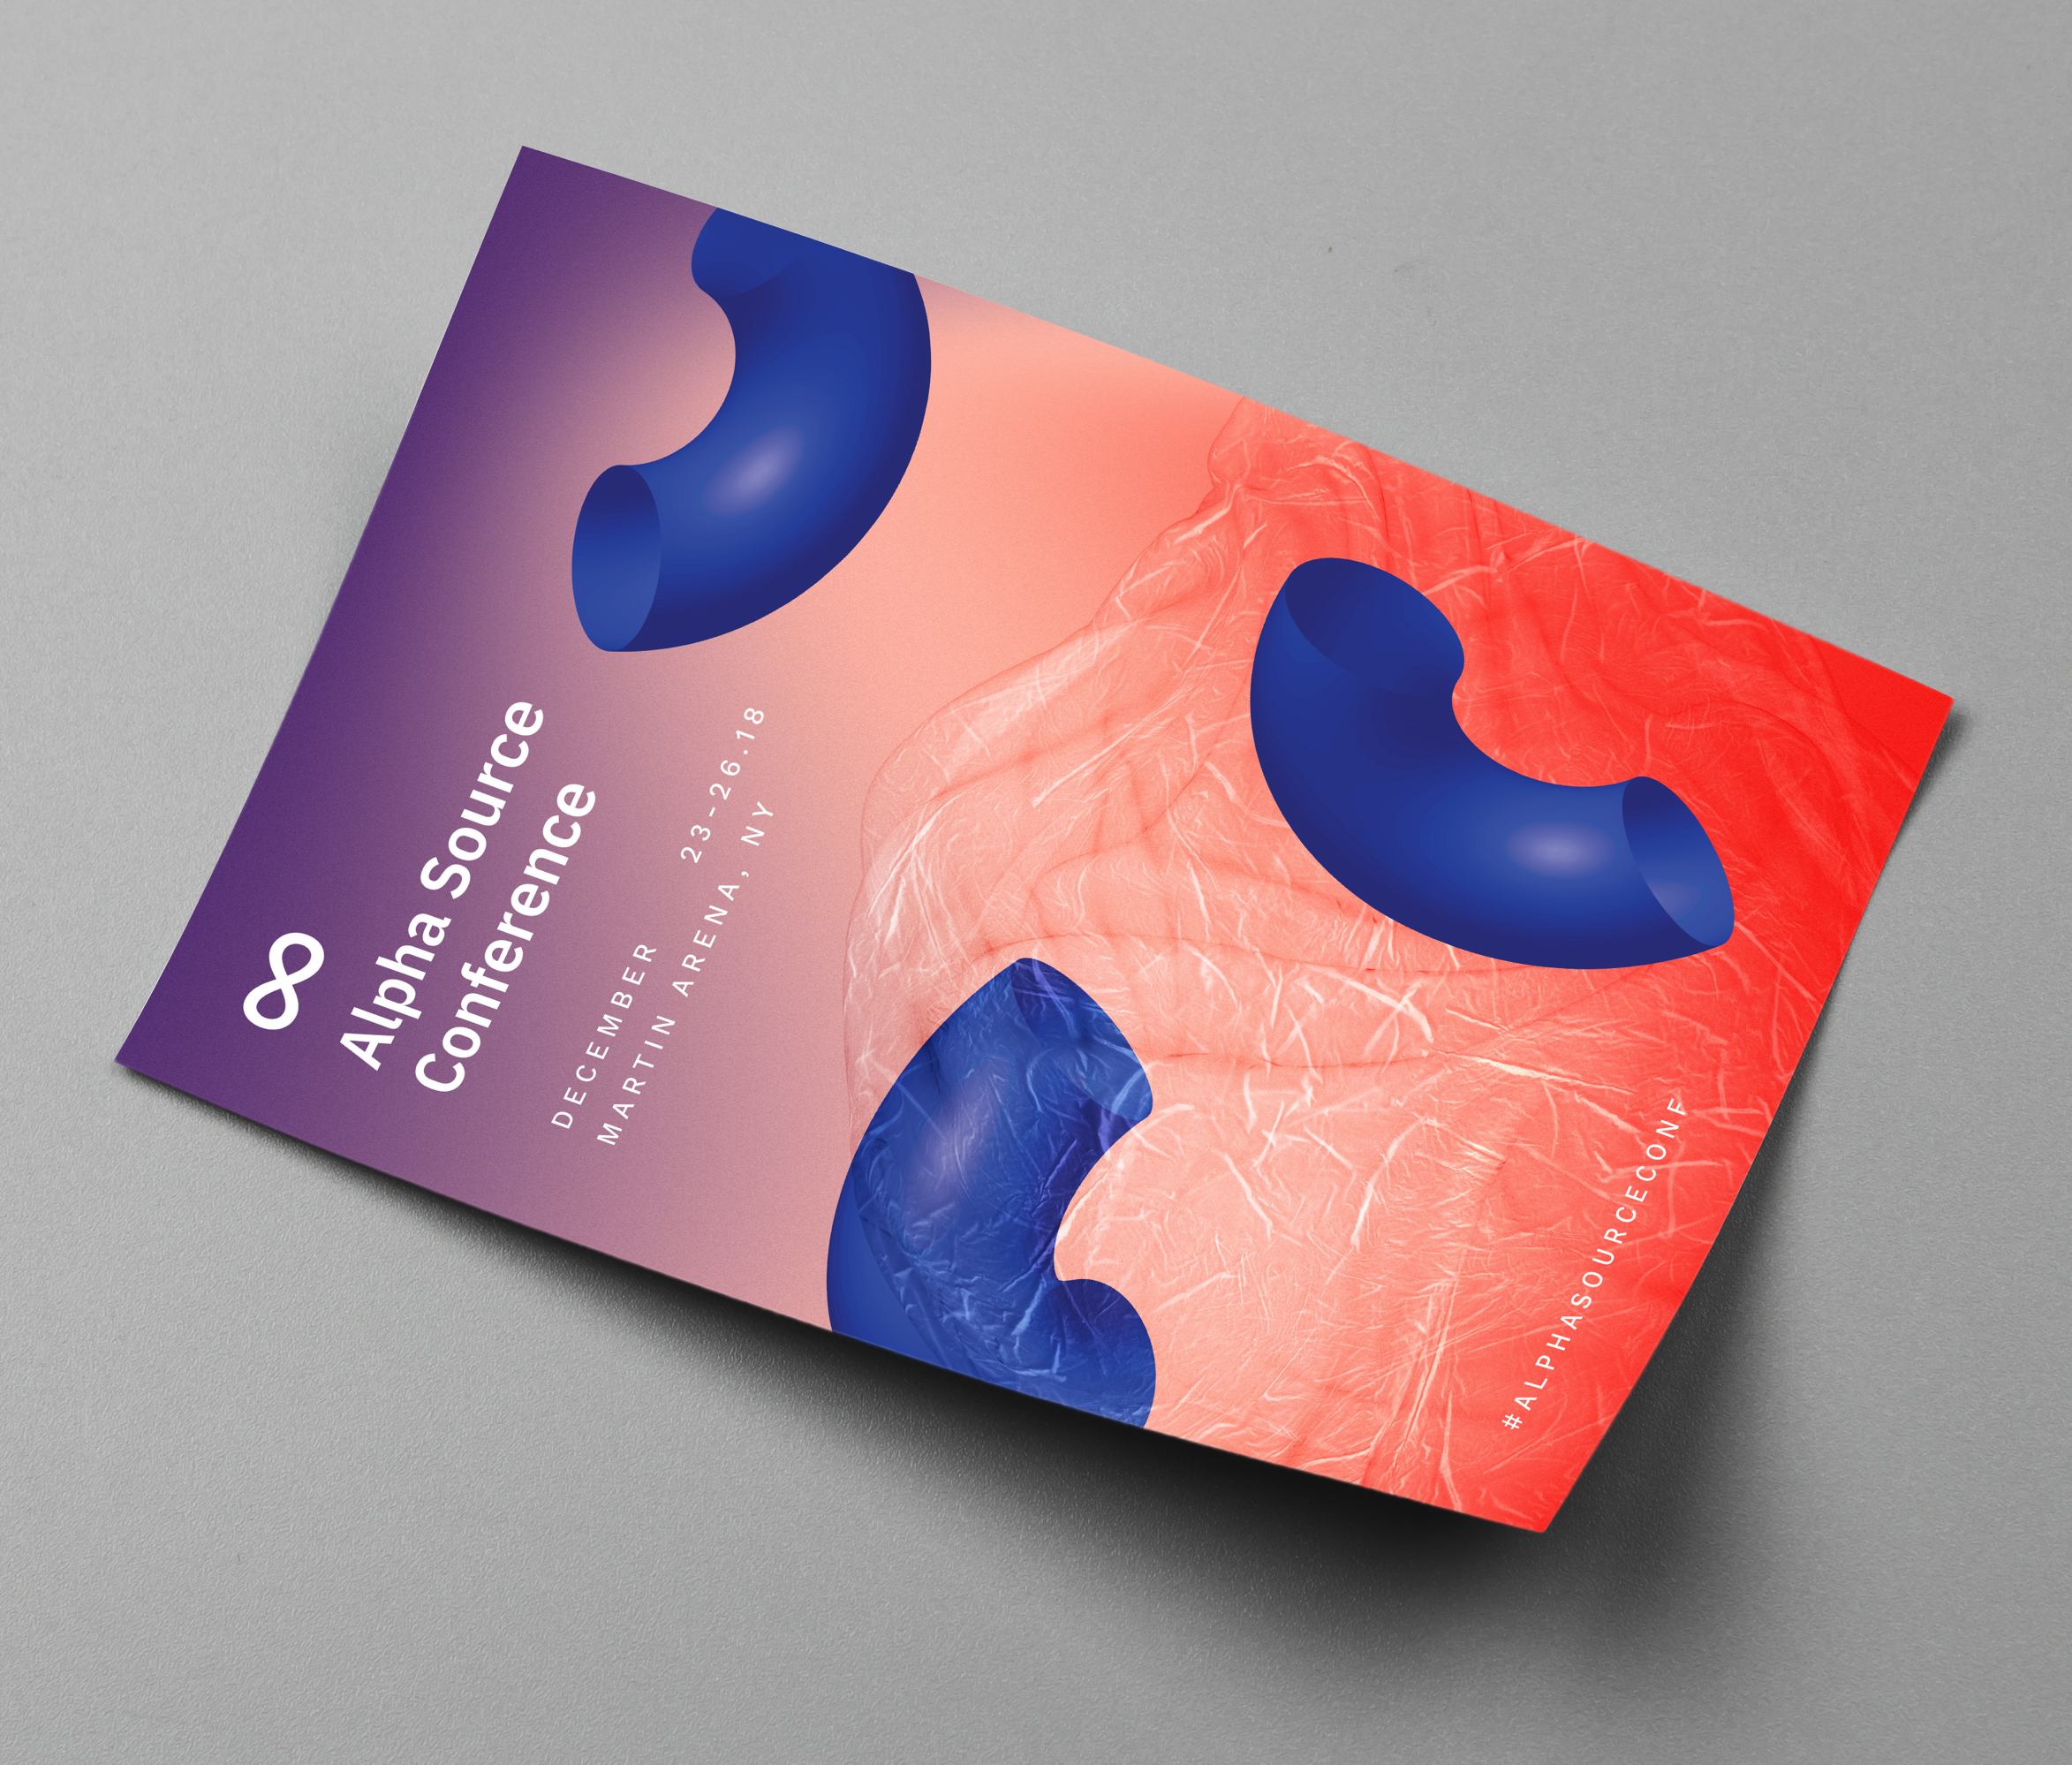 Alpha Source
Conference
DECEMBER 23-26.18
MARTIN ARENA, NY
#ALPHASOURCECONF